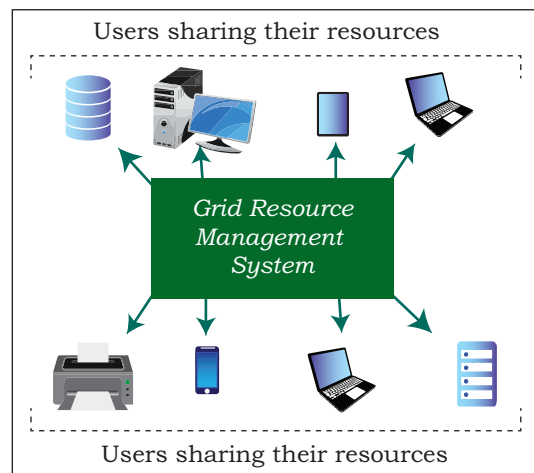 Users sharing their resources
Grid Resource
Management
System
Users sharing their resources